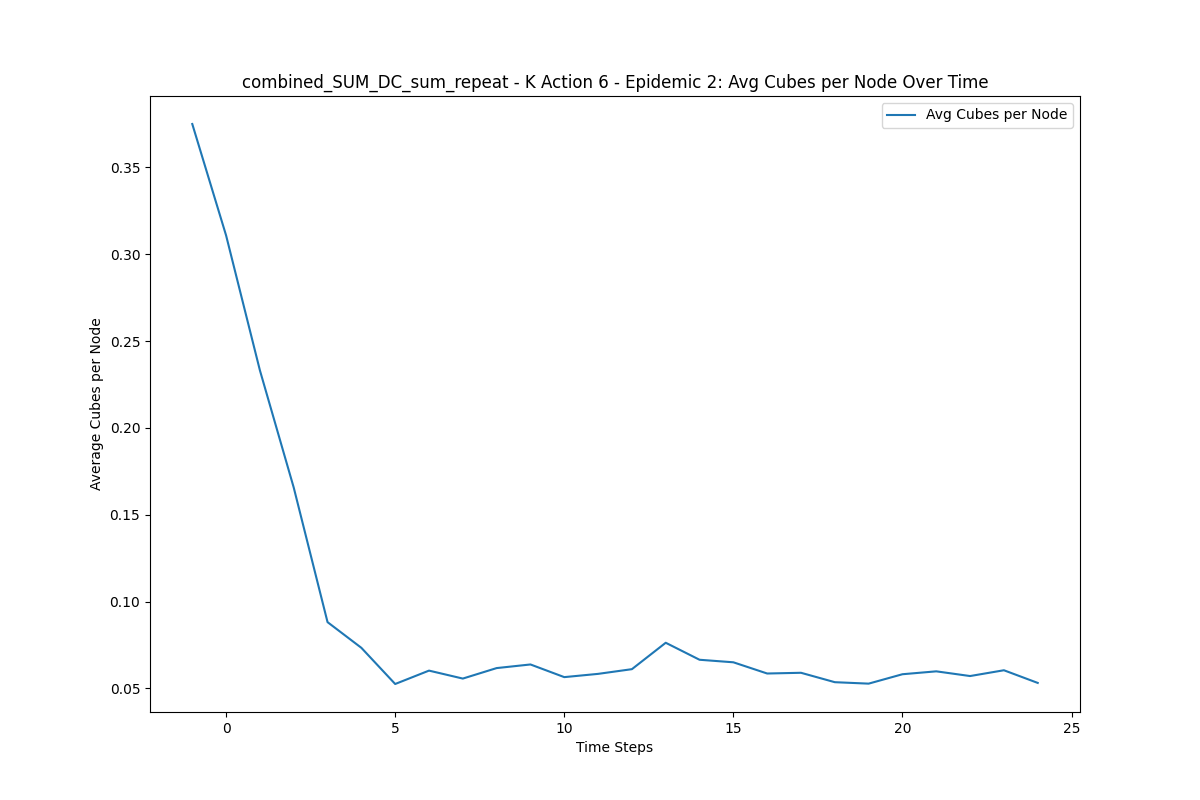 combined_SUM_DC_sum_repeat - K Action 6 - Epidemic 2: Avg Cubes per Node Over Time
Avg Cubes per Node
Average Cubes per Node
0.35
0.30
0.25
0.20
0.15
0.10
0.05
0 5 10 15 20 25
Time Steps